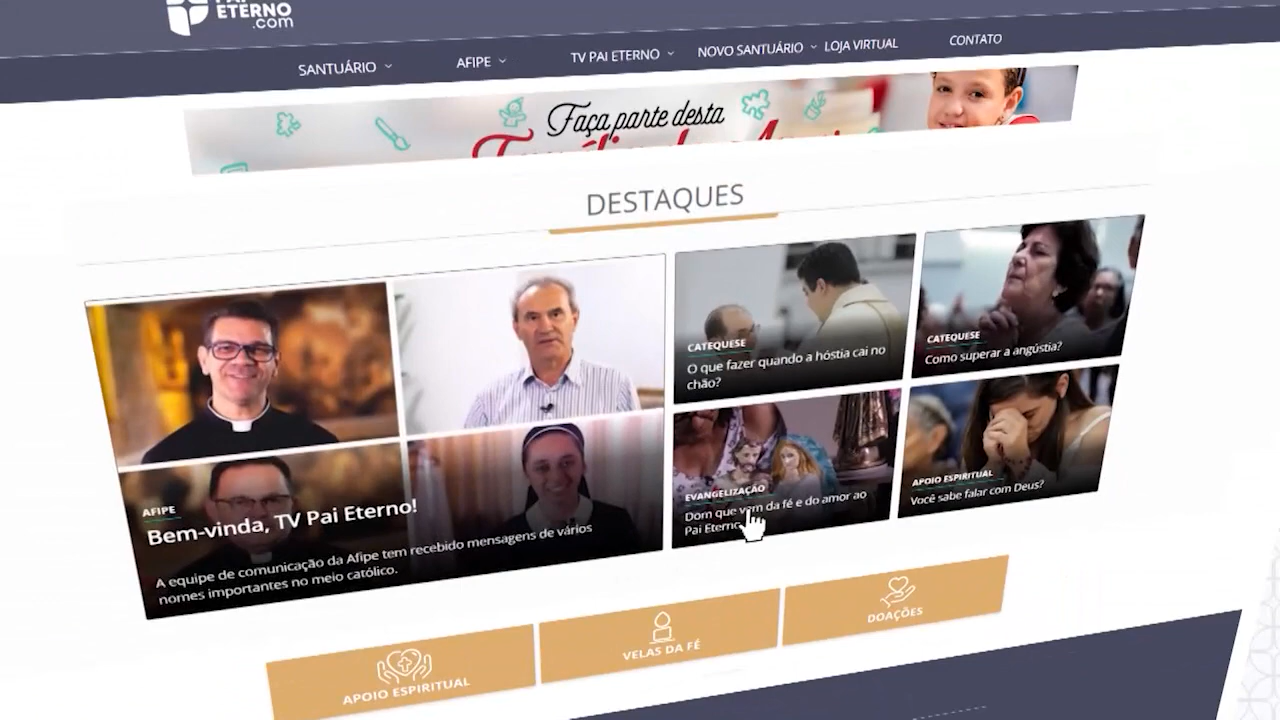 ETERNO
.com
SANTUÁRIO
AFIPE
TV PAI ETERNO
NOVO SANTUÁRIO
LOJA VIRTUAL
CONTATO
Faça parte desta
DESTAQUES
AFIPE
Bem-vinda, TV Pai Eterno!
A equipe de comunicação da Afipe tem recebido mensagens de vários
nomes importantes no meio católico.
CATEQUESE
O que fazer quando a hóstia cai no
chão?
CATEQUESE
Como superar a angústia?
EVANGELIZAÇÃO
Dom que vem da fé e do amor ao
Pai Eterno
APOIO ESPIRITUAL
Você sabe falar com Deus?
APOIO ESPIRITUAL
VELAS DA FÉ
DOAÇÕES